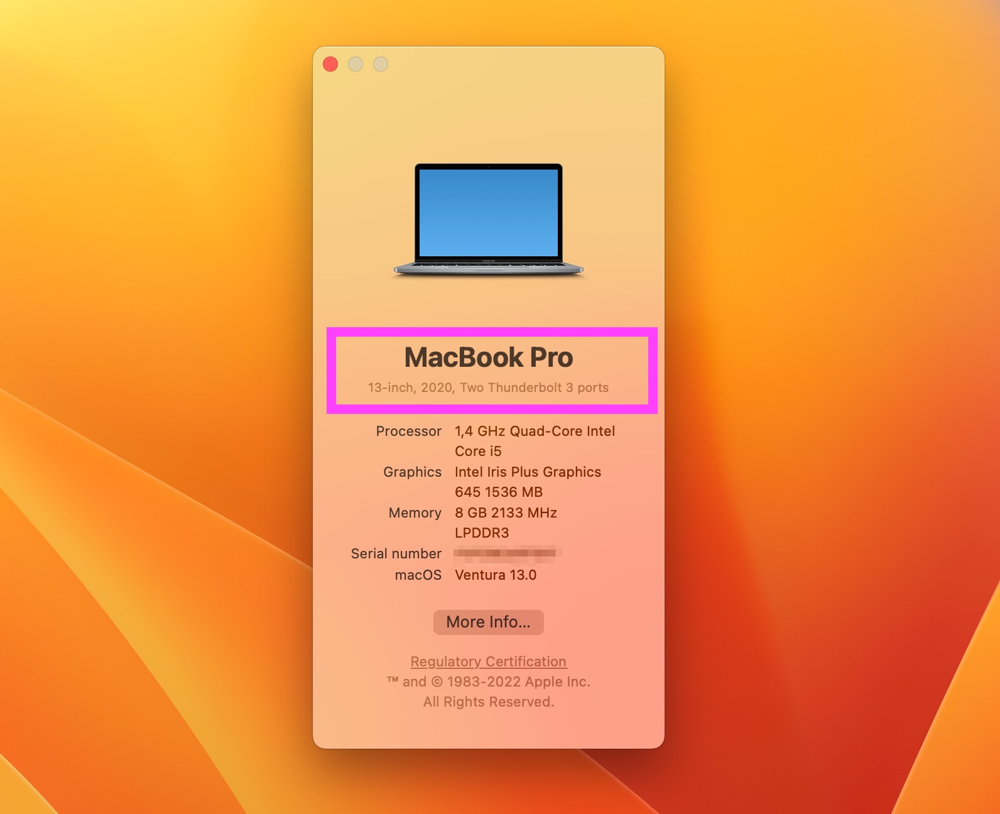 MacBook Pro
13-inch, 2020, Two Thunderbolt 3 ports
Processor 1,4 GHz Quad-Core Intel
Core i5
Graphics Intel Iris Plus Graphics
645 1536 MB
Memory 8 GB 2133 MHz
LPDDR3
Serial number
macOS Ventura 13.0
More Info...
Regulatory Certification
™ and © 1983-2022 Apple Inc.
All Rights Reserved.